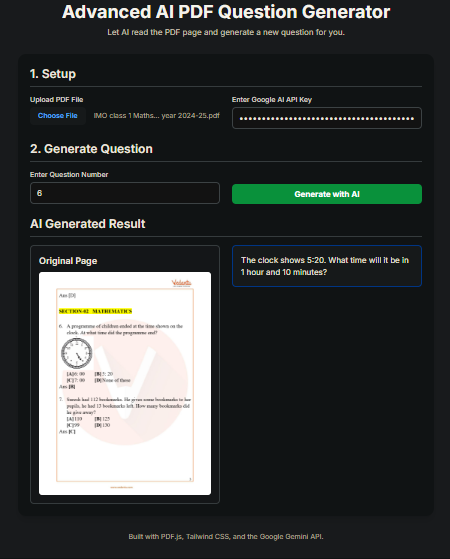 Advanced AI PDF Question Generator
Let AI read the PDF page and generate a new question for you.
1. Setup
Upload PDF File
Choose File IMO class 1 Maths... year 2024-25.pdf
Enter Google AI API Key
••••••••••••••••••••••••••••••••••••••
2. Generate Question
Enter Question Number
6
Generate with AI
AI Generated Result
Original Page
Vedantu
Ans: [D]
SECTION-02 MATHEMATICS
6. A programme of children ended at the time shown on the
clock. At what time did the programme end?
[A] 6: 00 [B] 5: 20
[C] 7: 00 [D] None of these
Ans: [B]
7. Suresh had 112 bookmarks. He gives some bookmarks to her
pupils, he had 13 bookmarks left. How many bookmarks did
he give away?
[A] 110 [B] 125
[C] 99 [D] 150
Ans: [C]
The clock shows 5:20. What time will it be in
1 hour and 10 minutes?
Built with PDF.js, Tailwind CSS, and the Google Gemini API.